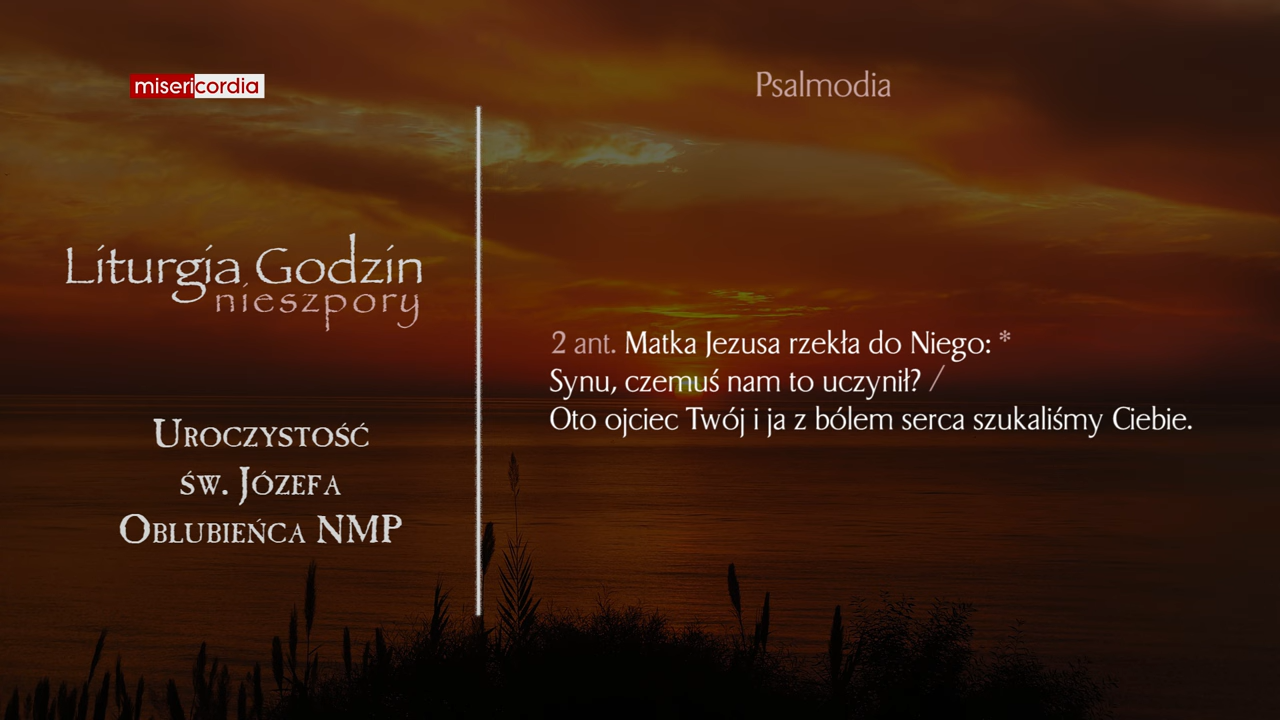 misericordia
Liturgia Godzin
nieszpory
Uroczystość
św. Józefa
Oblubieńca NMP
Psalmodia
2 ant. Matka Jezusa rzekła do Niego: *
Synu, czemuś nam to uczynił? /
Oto ojciec Twój i ja z bólem serca szukaliśmy Ciebie.